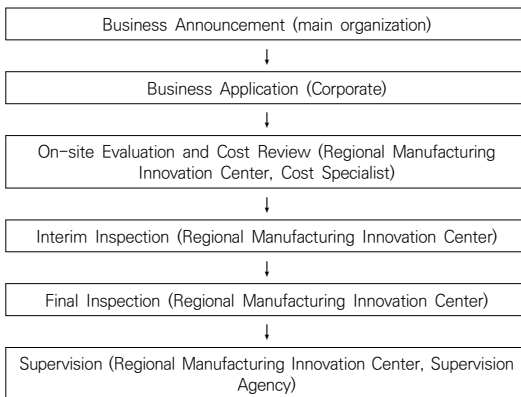 Business Announcement (main organization)
Business Application (Corporate)
On-site Evaluation and Cost Review (Regional Manufacturing
Innovation Center, Cost Specialist)
Interim Inspection (Regional Manufacturing Innovation Center)
Final Inspection (Regional Manufacturing Innovation Center)
Supervision (Regional Manufacturing Innovation Center, Supervision
Agency)